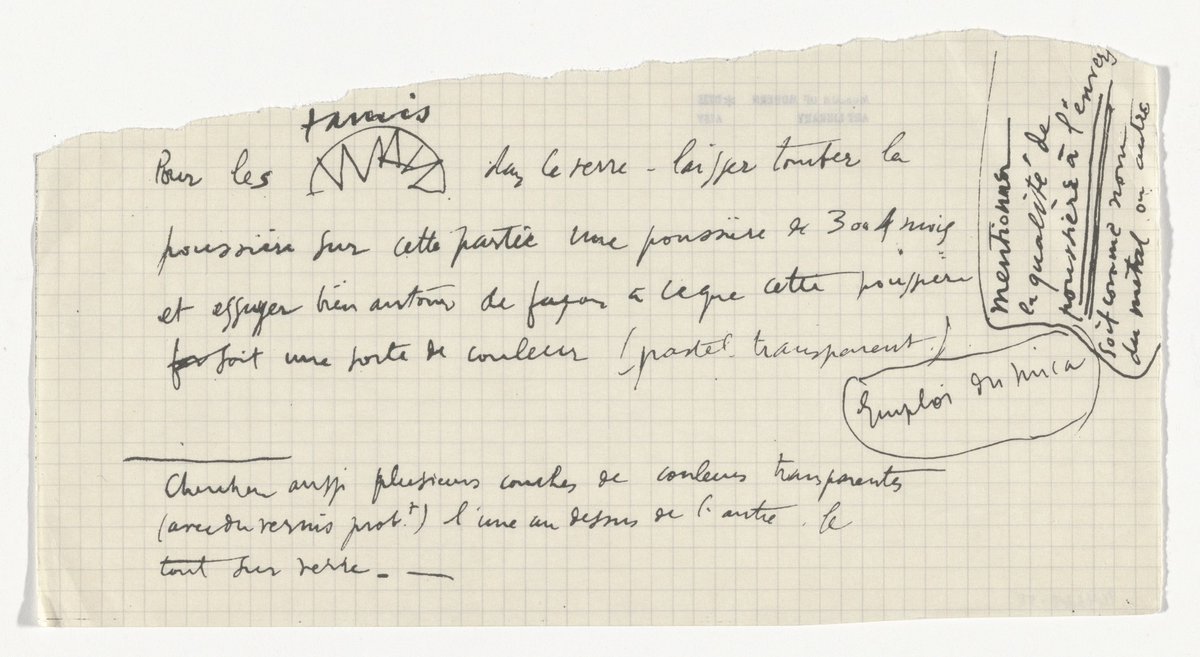 tamis
Pour les dans le verre - laisser tomber la
poussière sur cette partie une poussière de 3 ou 4 mois
et essuyer bien autour de façon à ce que cette poussière
soit une sorte de couleur (pastel transparent)
Emploi du mica
mentionner
la qualité de
poussière à l'envers
soit comme nom
du métal ou autre
Chercher aussi plusieurs couches de couleurs transparentes
(avec du vernis prob.t) l'une au dessus de l'autre, le
tout sur verre. —